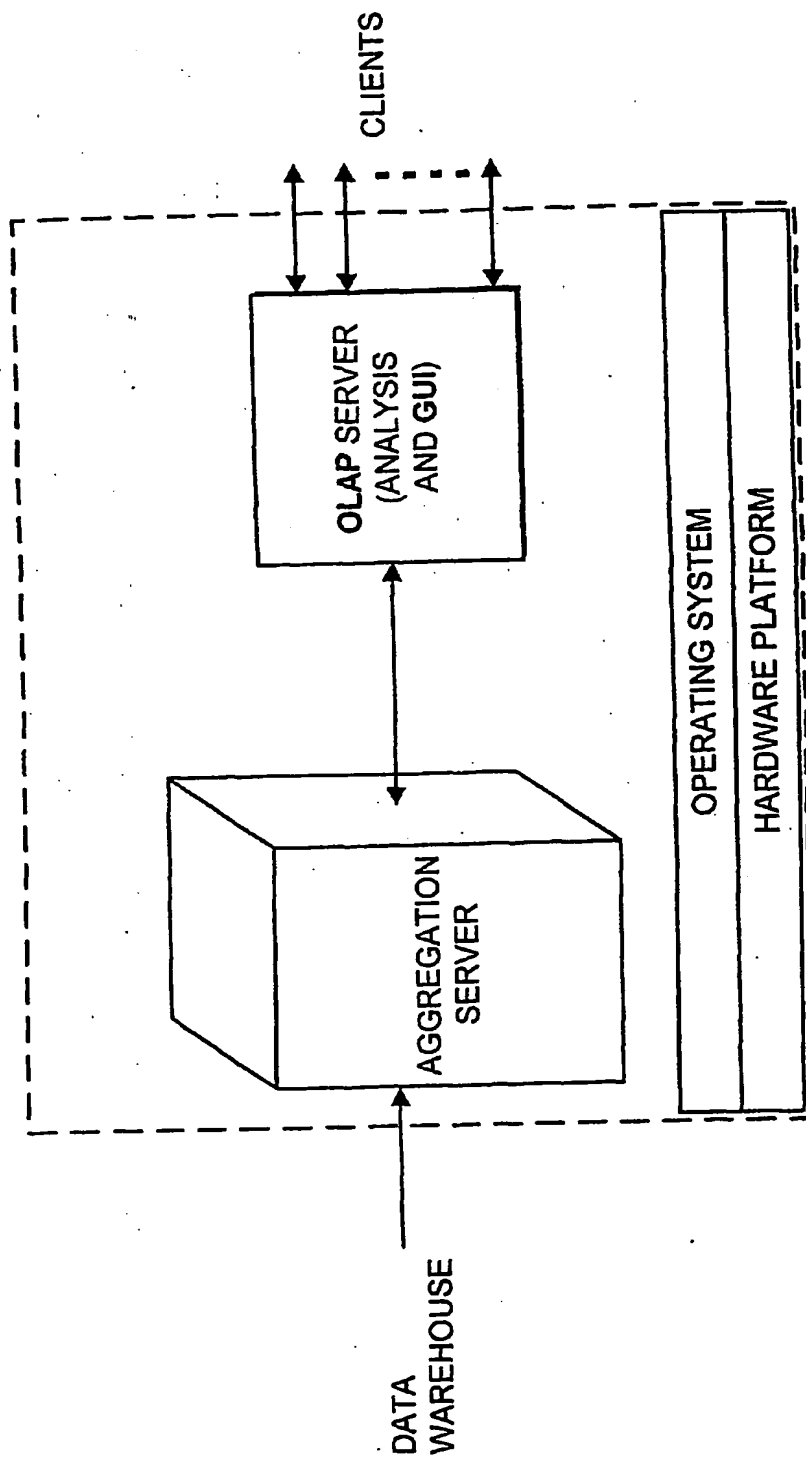 DATA
WAREHOUSE
AGGREGATION
SERVER
OLAP SERVER
(ANALYSIS
AND GUI)
CLIENTS
OPERATING SYSTEM
HARDWARE PLATFORM